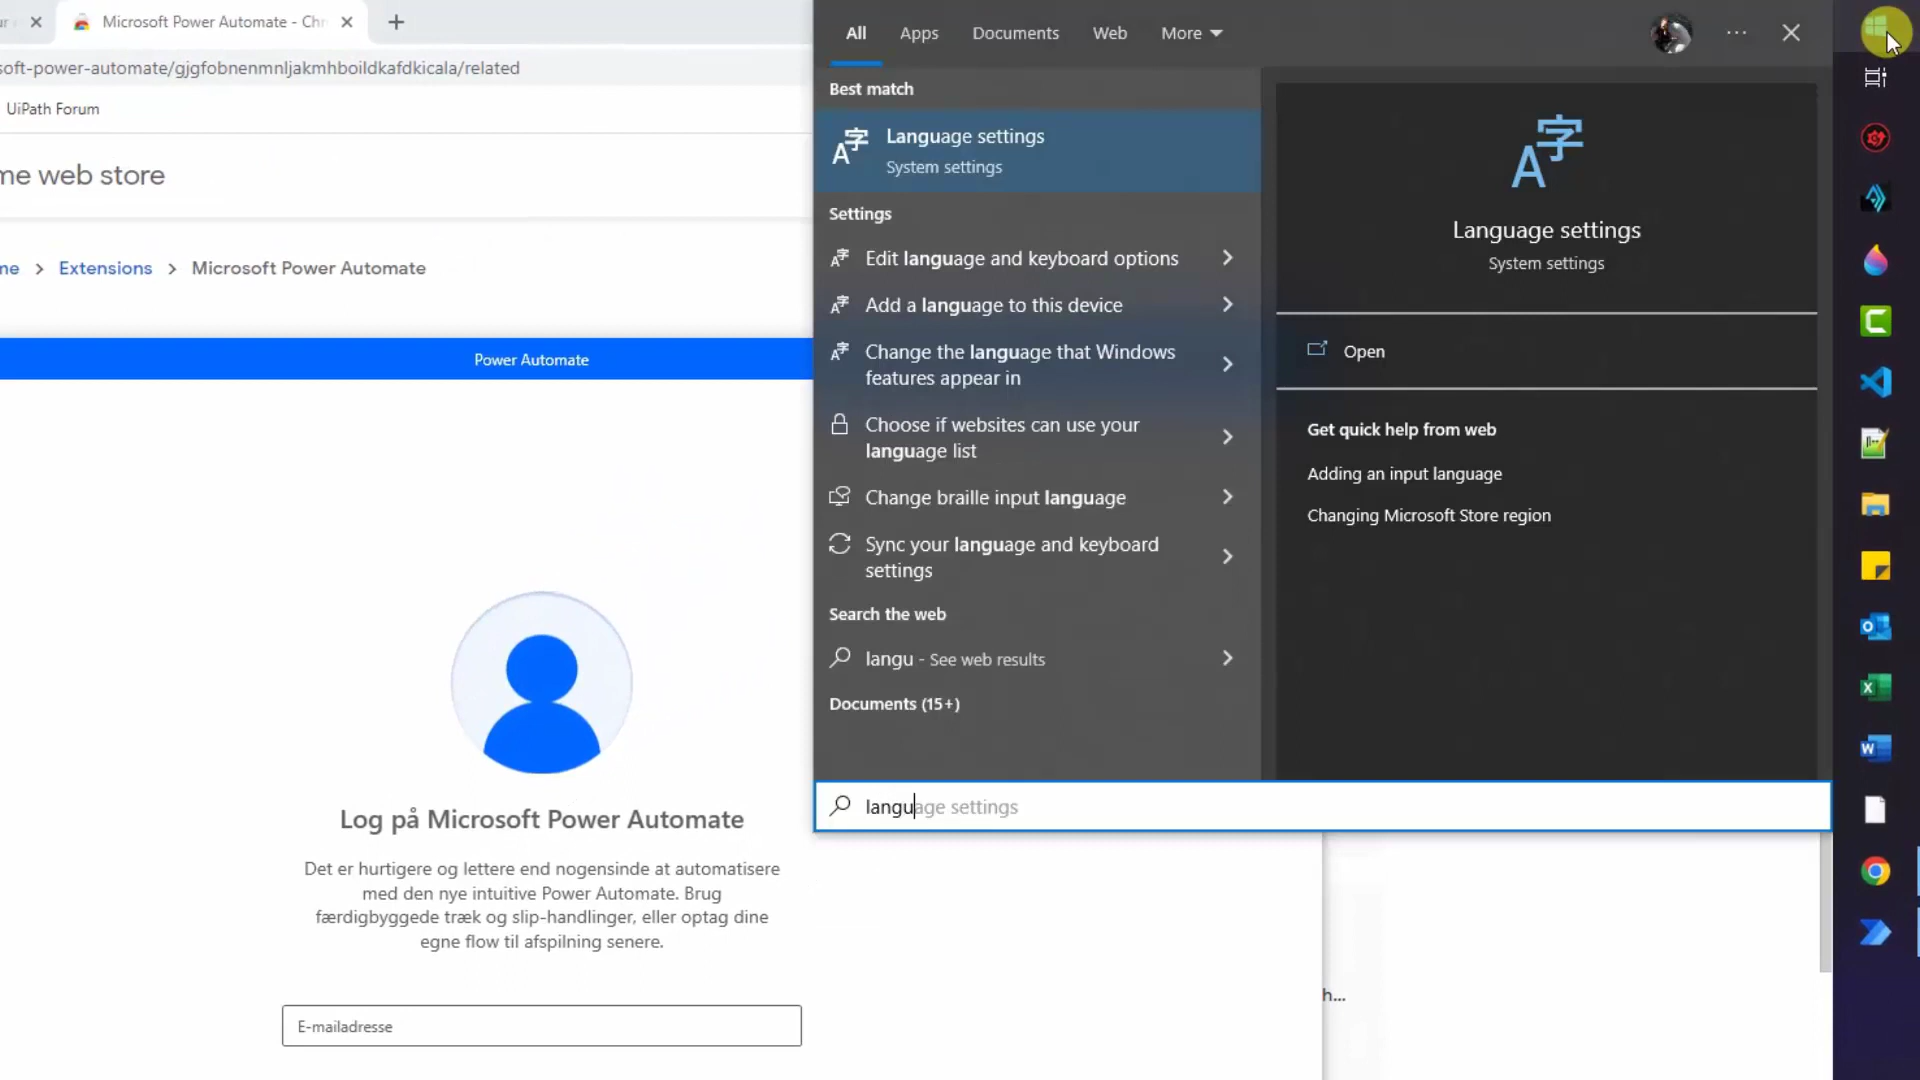 Microsoft Power Automate - Chr
soft-power-automate/gjgfobnenmnljakmhboildkafdkicala/related
UiPath Forum
me web store
Extensions > Microsoft Power Automate
Power Automate
Log på Microsoft Power Automate
Det er hurtigere og lettere end nogensinde at automatisere
med den nye intuitive Power Automate. Brug
færdigbyggede træk og slip-handlinger, eller optag dine
egne flow til afspilning senere.
E-mailadresse
All
Apps
Documents
Web
More
Best match
Language settings
System settings
Settings
Edit language and keyboard options
Add a language to this device
Change the language that Windows
features appear in
Choose if websites can use your
language list
Change braille input language
Sync your language and keyboard
settings
Search the web
langu - See web results
Documents (15+)
language settings
Language settings
System settings
Open
Get quick help from web
Adding an input language
Changing Microsoft Store region
h...